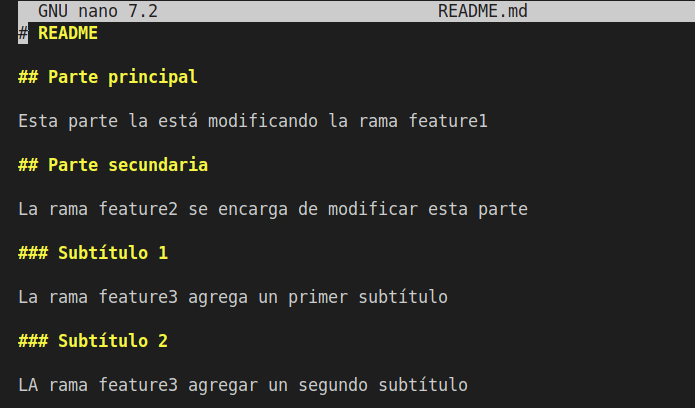 GNU nano 7.2 README.md
# README
## Parte principal
Esta parte la está modificando la rama feature1
## Parte secundaria
La rama feature2 se encarga de modificar esta parte
### Subtítulo 1
La rama feature3 agrega un primer subtítulo
### Subtítulo 2
LA rama feature3 agregar un segundo subtítulo